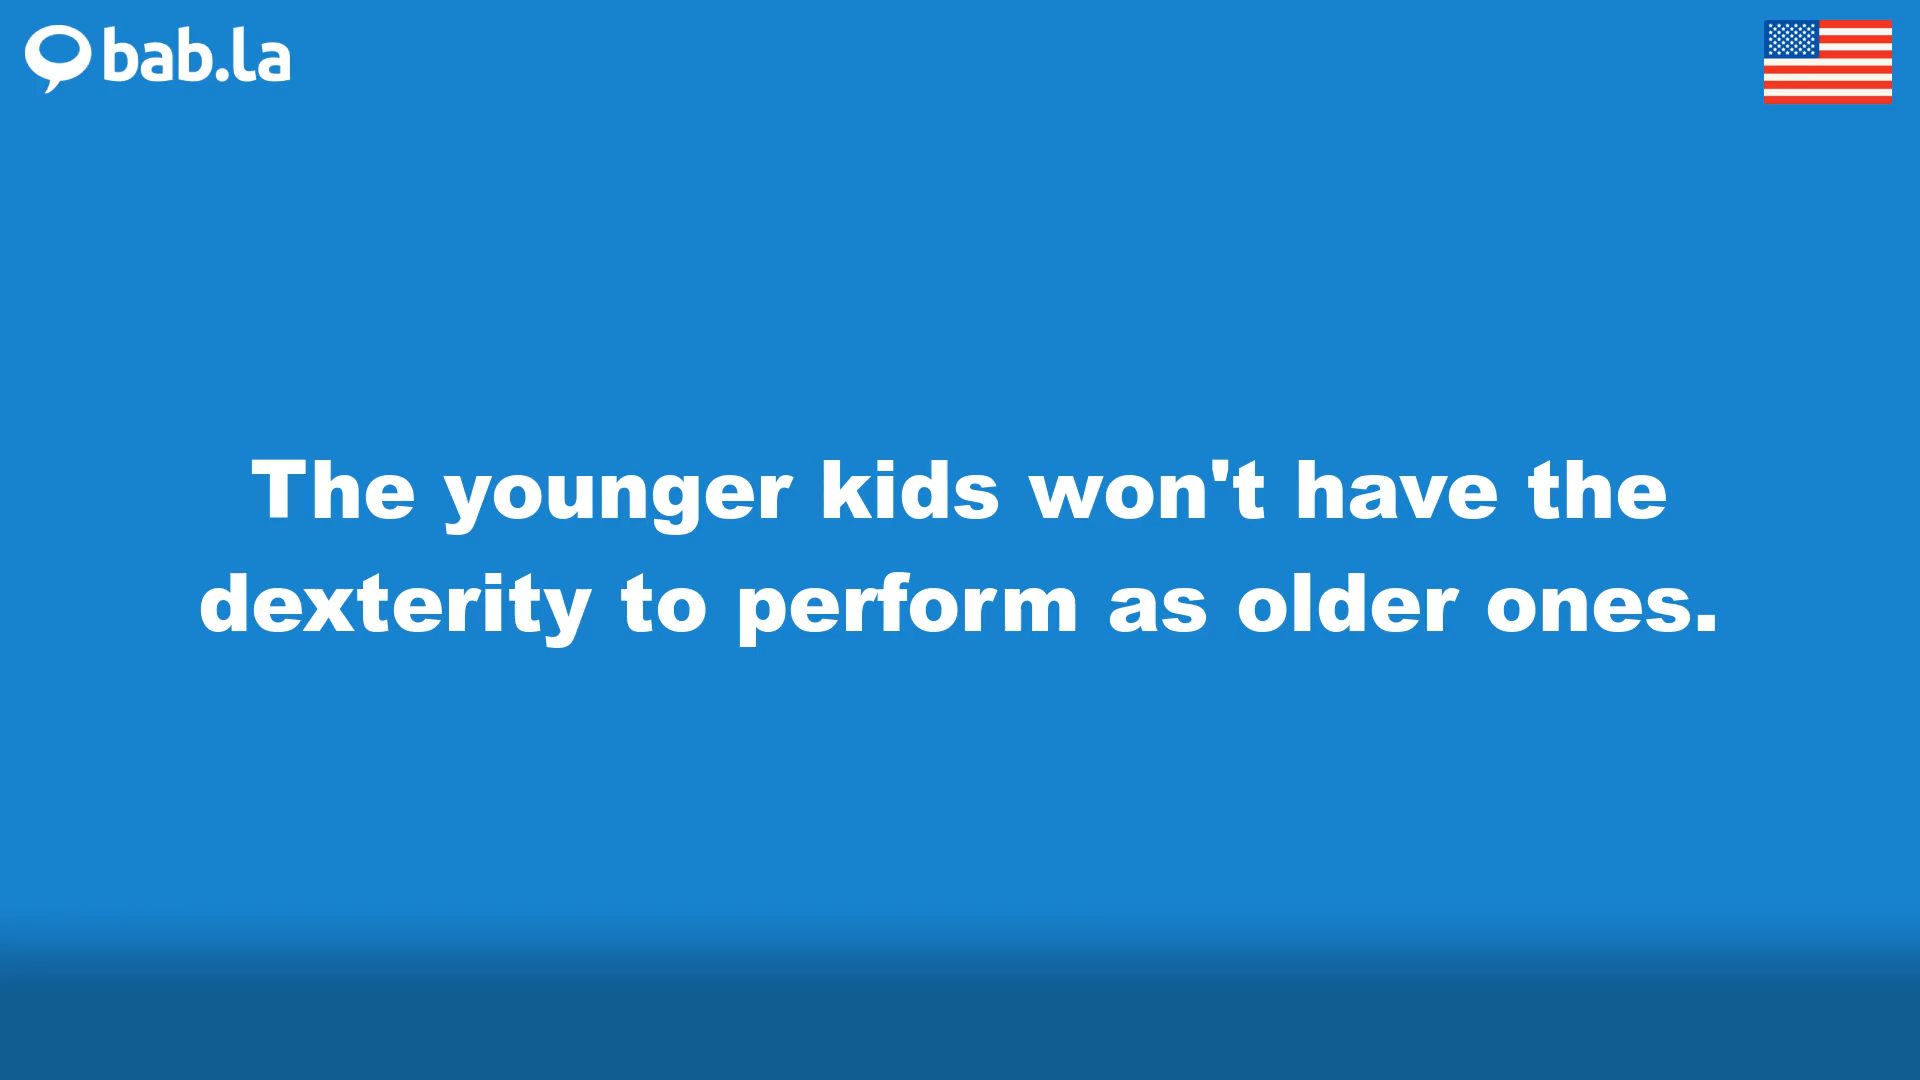 bab.la
The younger kids won't have the
dexterity to perform as older ones.